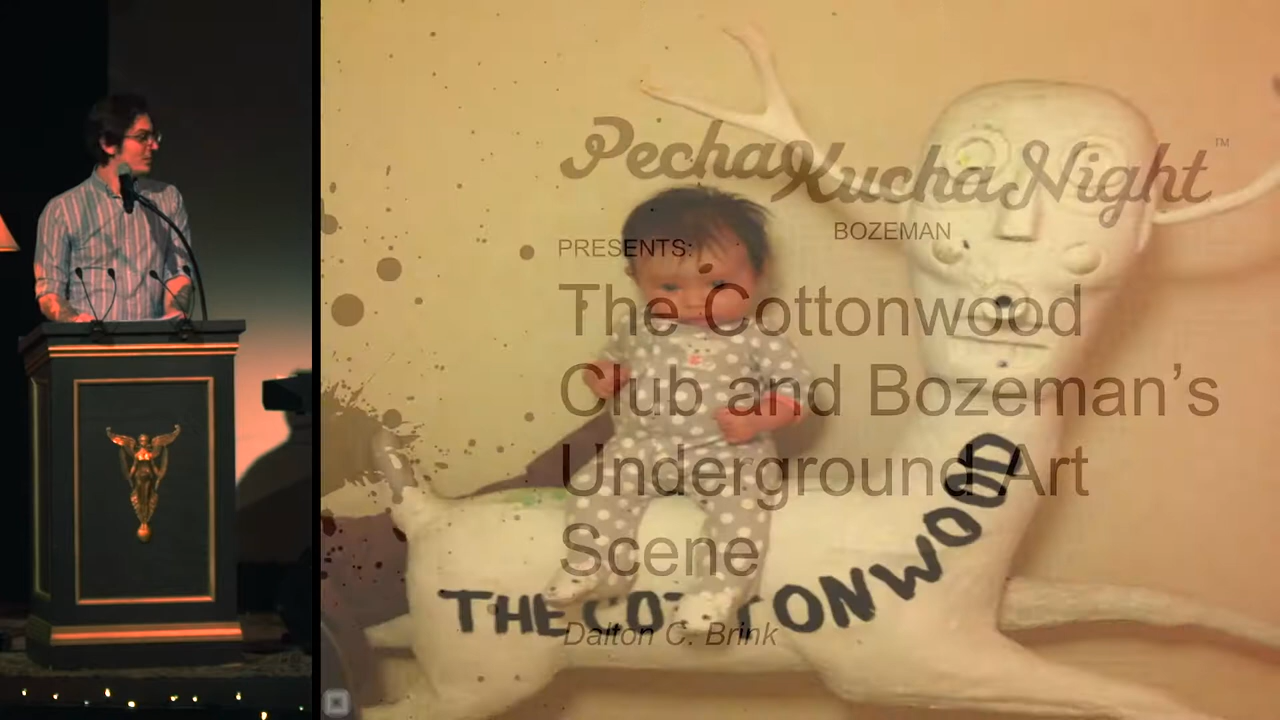 PechaKuchaNight™
BOZEMAN
PRESENTS:
The Cottonwood
Club and Bozeman’s
Underground Art
Scene
Dalton C. Brink
THE COTTONWOOD